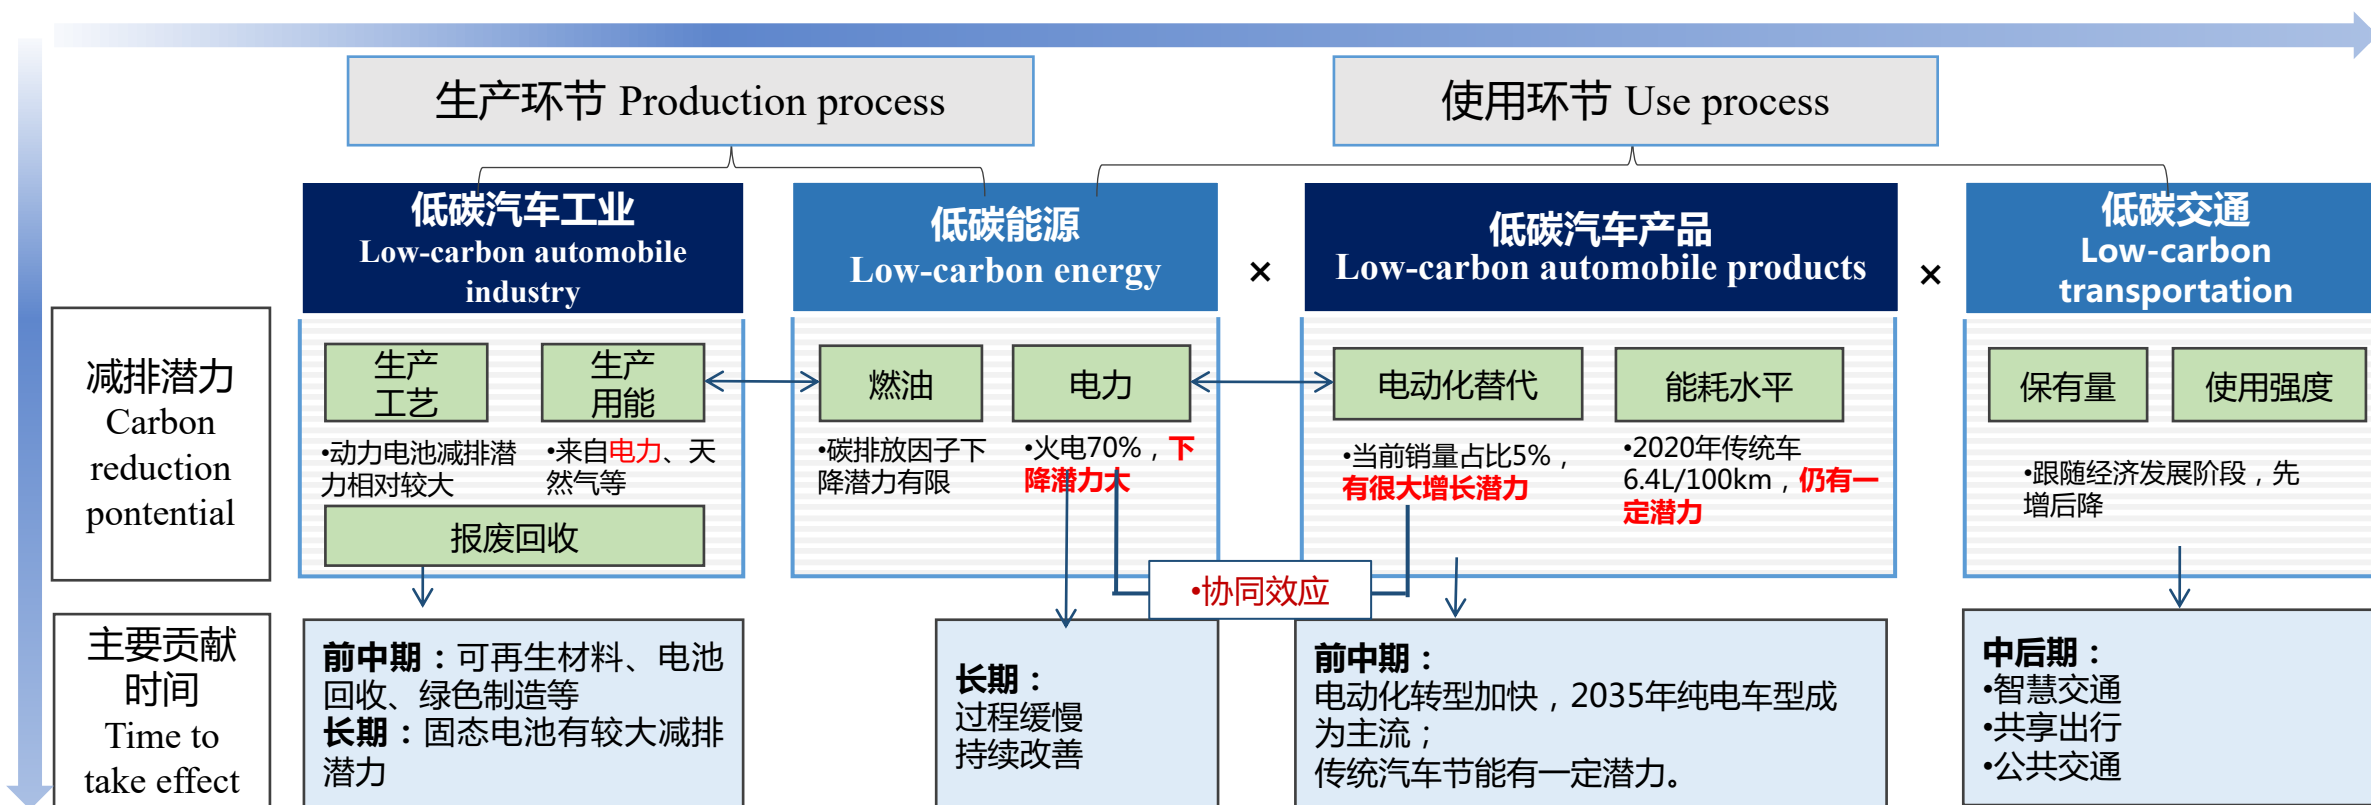 生产环节 Production process
使用环节 Use process
低碳汽车工业
Low-carbon automobile
industry
低碳能源
Low-carbon energy
×
低碳汽车产品
Low-carbon automobile products
×
低碳交通
Low-carbon
transportation
减排潜力
Carbon
reduction
pontential
生产
工艺
生产
用能
•动力电池减排潜
力相对较大
•来自电力、天
然气等
报废回收
燃油
电力
•碳排放因子下
降潜力有限
•火电70%，下
降潜力大
电动化替代
能耗水平
•当前销量占比5%，
有很大增长潜力
•2020年传统车
6.4L/100km，仍有一
定潜力
保有量
使用强度
•跟随经济发展阶段，先
增后降
•协同效应
主要贡献
时间
Time to
take effect
前中期：可再生材料、电池
回收、绿色制造等
长期：固态电池有较大减排
潜力
长期：
过程缓慢
持续改善
前中期：
电动化转型加快，2035年纯电车型成
为主流；
传统汽车节能有一定潜力。
中后期：
•智慧交通
•共享出行
•公共交通